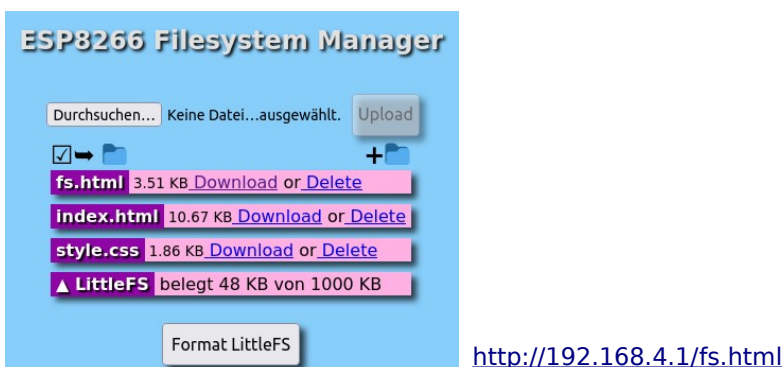 ESP8266 Filesystem Manager
Durchsuchen... Keine Datei...ausgewählt. Upload
fs.html 3.51 KB Download or Delete
index.html 10.67 KB Download or Delete
style.css 1.86 KB Download or Delete
▲ LittleFS belegt 48 KB von 1000 KB
Format LittleFS
http://192.168.4.1/fs.html